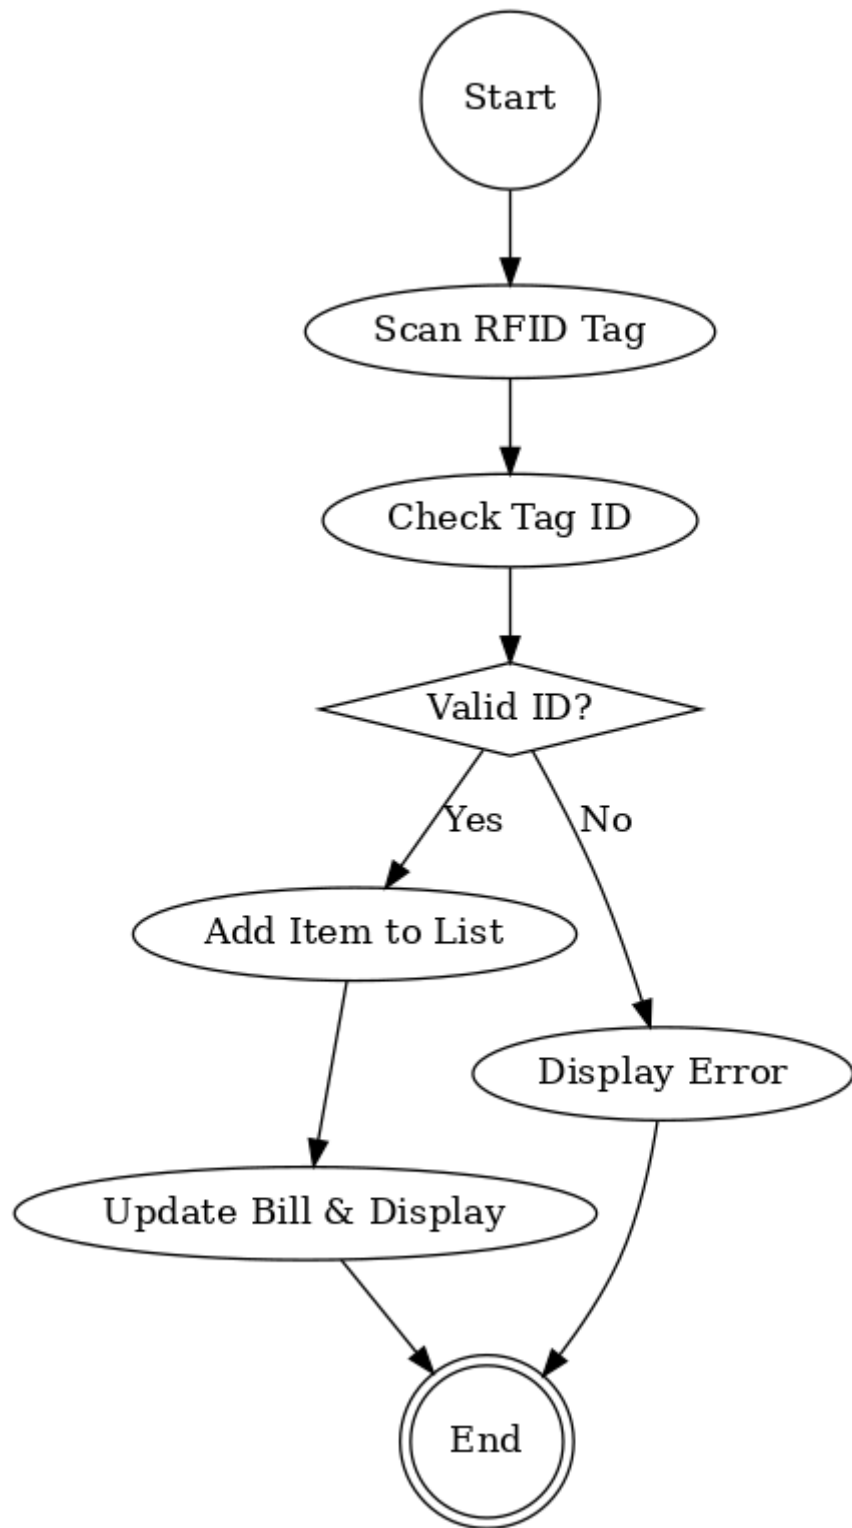 Start
Scan RFID Tag
Check Tag ID
Valid ID?
Yes
No
Add Item to List
Display Error
Update Bill & Display
End